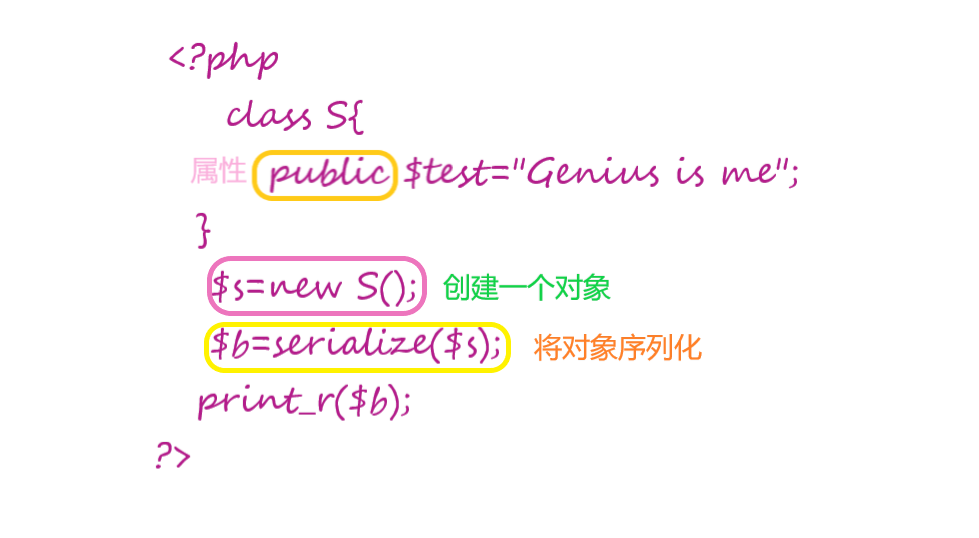 <?php
class S{
属性 public $test="Genius is me";
}
$s=new S(); 创建一个对象
$b=serialize($s); 将对象序列化
print_r($b);
?>